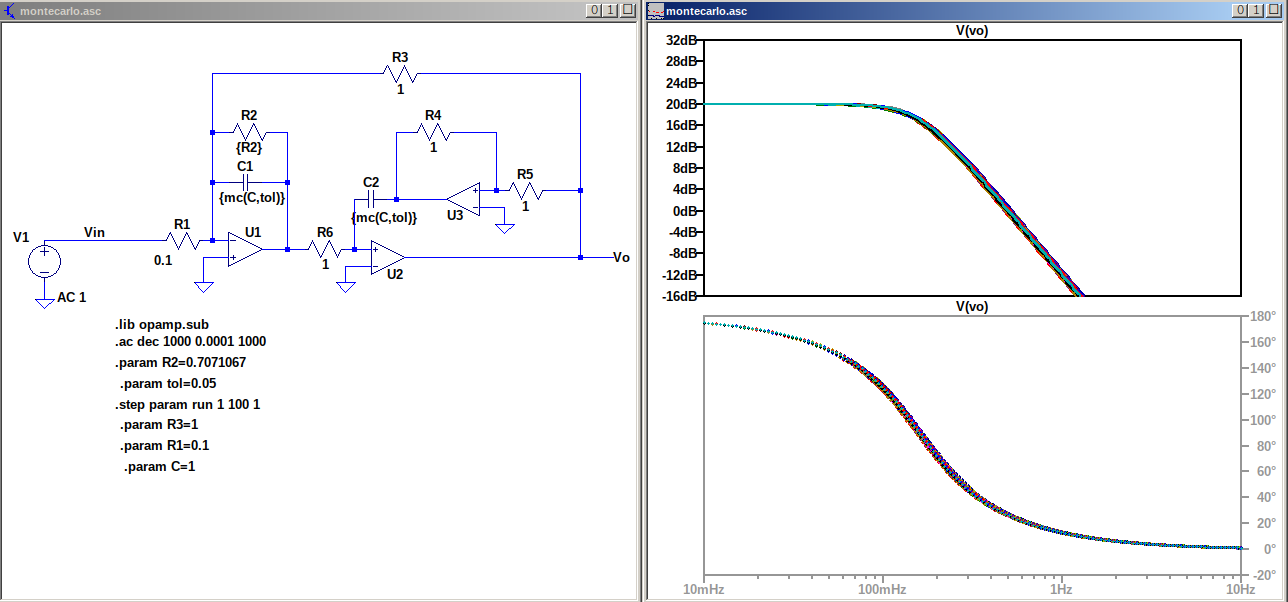 montecarlo.asc
0 1
R3
1
R2
{R2}
C1
{mc(C,tol)}
R4
1
R5
1
C2
{mc(C,tol)}
U3
R1
0.1
U1
R6
1
U2
V1
Vin
Vo
AC 1
.lib opamp.sub
.ac dec 1000 0.0001 1000
.param R2=0.7071067
.param tol=0.05
.step param run 1 100 1
.param R3=1
.param R1=0.1
.param C=1
montecarlo.asc
0 1
V(vo)
32dB
28dB
24dB
20dB
16dB
12dB
8dB
4dB
0dB
-4dB
-8dB
-12dB
-16dB
V(vo)
180°
160°
140°
120°
100°
80°
60°
40°
20°
0°
-20°
10mHz 100mHz 1Hz 10Hz